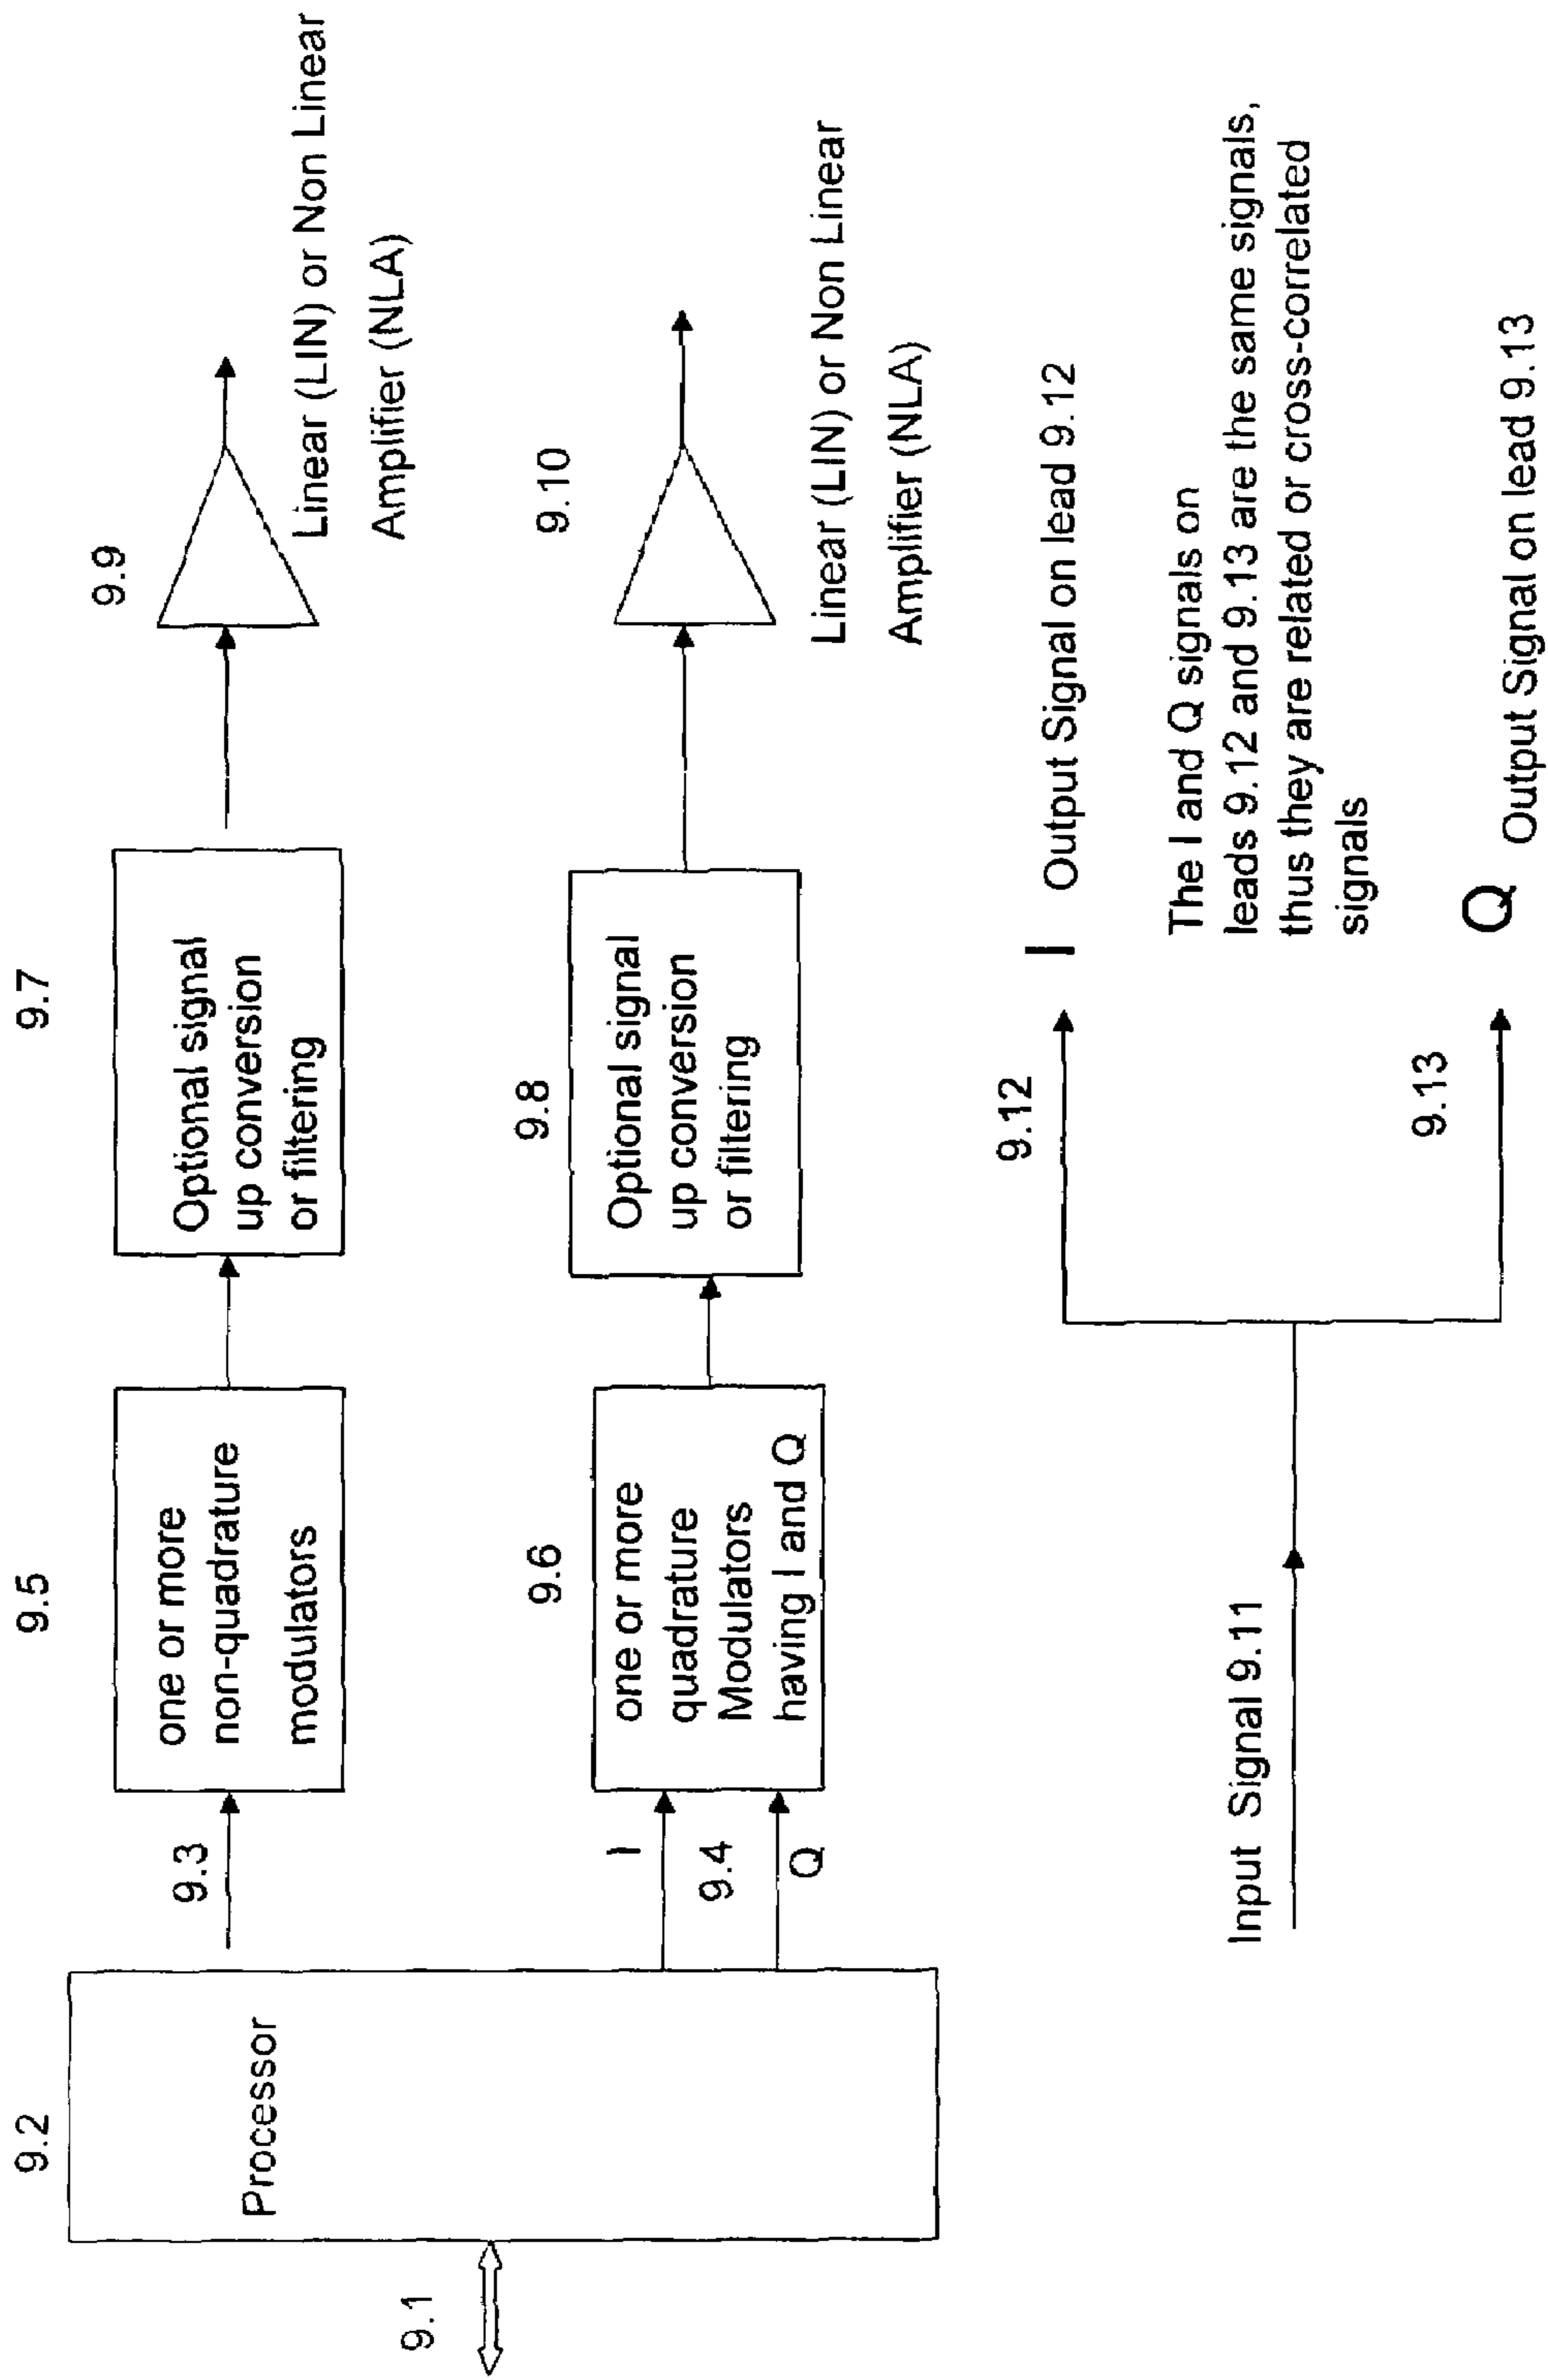 9.1
9.2
Processor
9.3
9.5
one or more
non-quadrature
modulators
9.7
Optional signal
up conversion
or filtering
9.9
Linear (LIN) or Non Linear
Amplifier (NLA)
I
9.4
Q
9.6
one or more
quadrature
Modulators
having I and Q
9.8
Optional signal
up conversion
or filtering
9.10
Linear (LIN) or Non Linear
Amplifier (NLA)
Input Signal 9.11
9.12
I Output Signal on lead 9.12
The I and Q signals on
leads 9.12 and 9.13 are the same signals,
thus they are related or cross-correlated
signals
9.13
Q Output Signal on lead 9.13